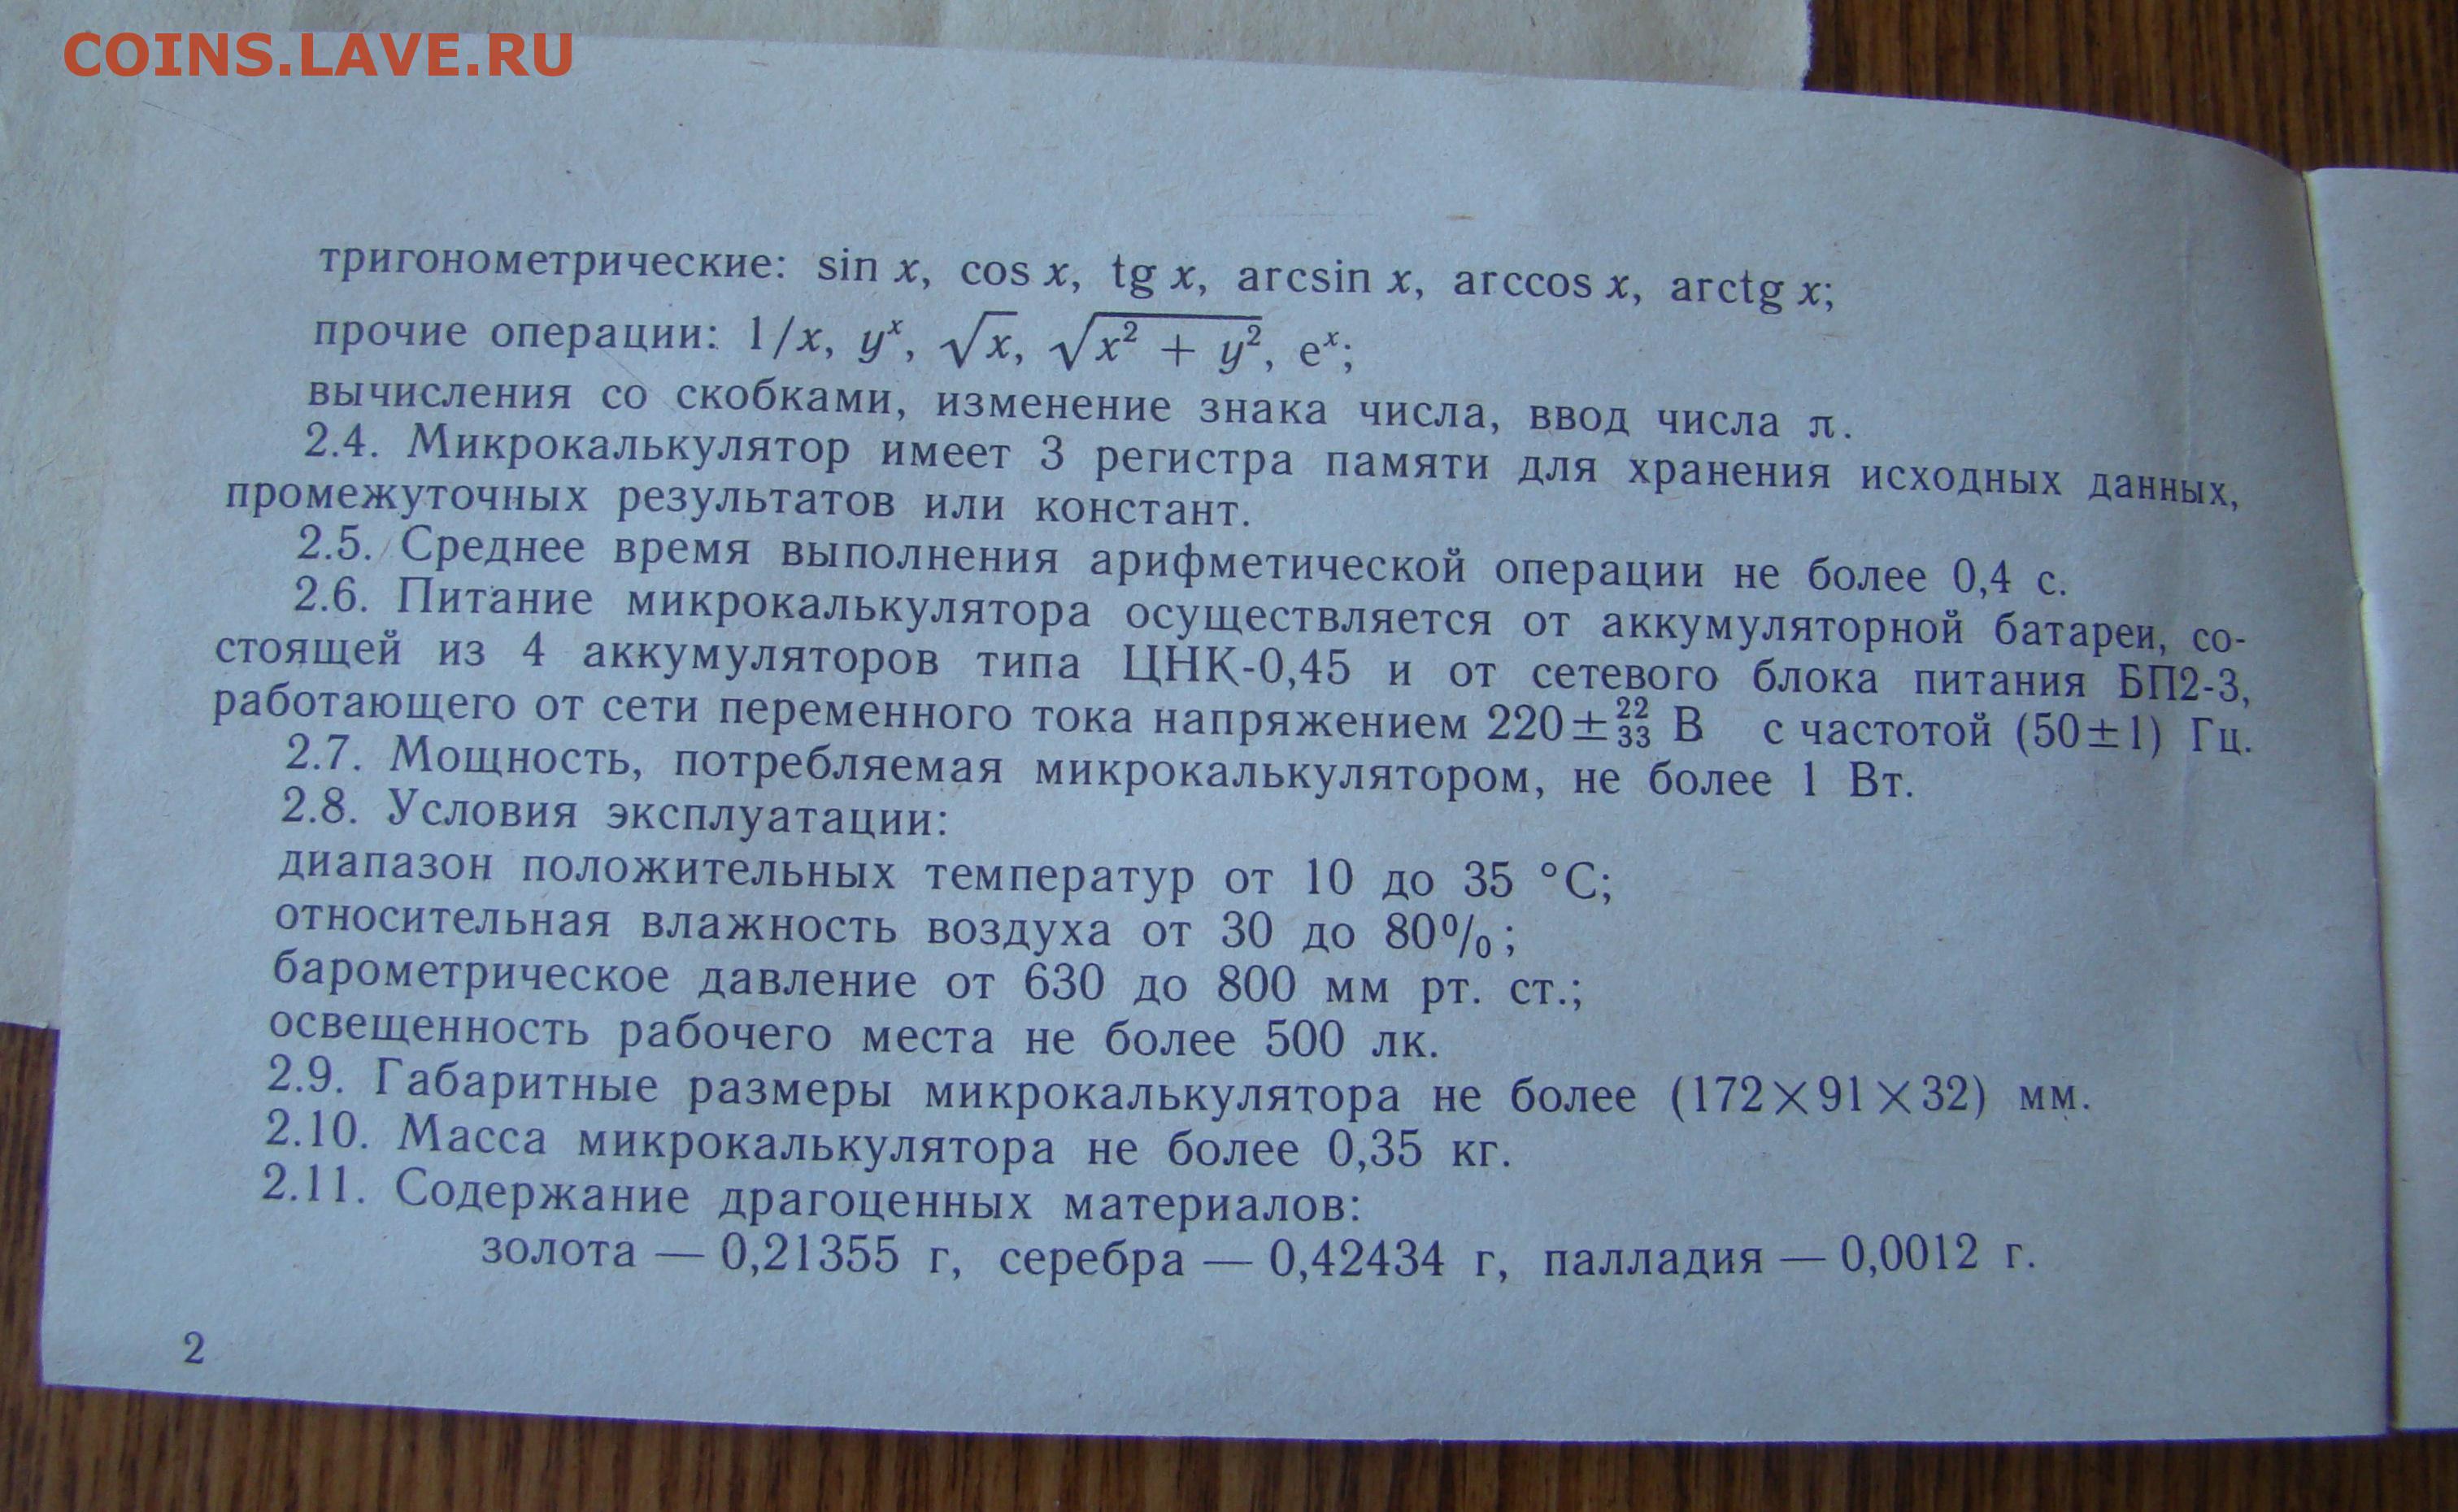 COINS.LAVE.RU
тригонометрические: sin x, cos x, tg x, arcsin x, arccos x, arctg x;
прочие операции: 1/x, yˣ, √x, √x² + y², eˣ;
вычисления со скобками, изменение знака числа, ввод числа π.
2.4. Микрокалькулятор имеет 3 регистра памяти для хранения исходных данных,
промежуточных результатов или констант.
2.5. Среднее время выполнения арифметической операции не более 0,4 с.
2.6. Питание микрокалькулятора осуществляется от аккумуляторной батареи, со-
стоящей из 4 аккумуляторов типа ЦНК-0,45 и от сетевого блока питания БП2-3,
работающего от сети переменного тока напряжением 220±²²₃₃ В с частотой (50±1) Гц.
2.7. Мощность, потребляемая микрокалькулятором, не более 1 Вт.
2.8. Условия эксплуатации:
диапазон положительных температур от 10 до 35 °С;
относительная влажность воздуха от 30 до 80%;
барометрическое давление от 630 до 800 мм рт. ст.;
освещенность рабочего места не более 500 лк.
2.9. Габаритные размеры микрокалькулятора не более (172×91×32) мм.
2.10. Масса микрокалькулятора не более 0,35 кг.
2.11. Содержание драгоценных материалов:
золота — 0,21355 г, серебра — 0,42434 г, палладия — 0,0012 г.
2